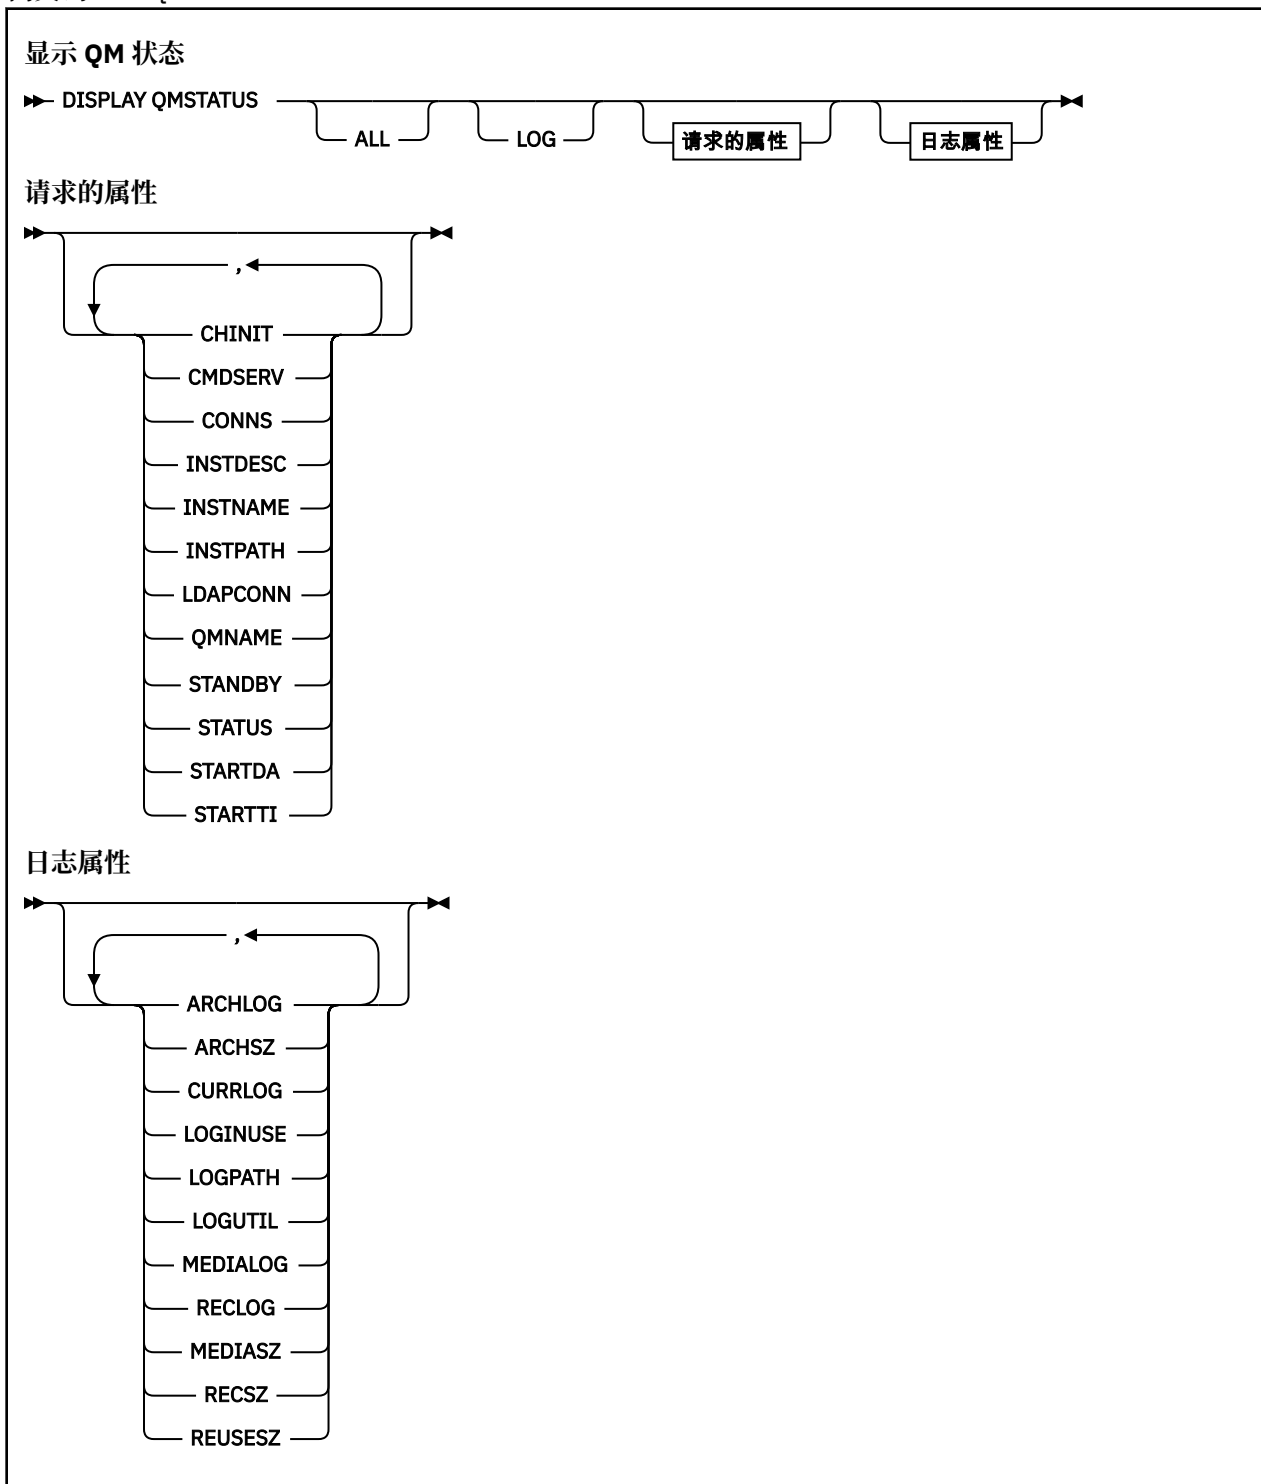 显示 QM 状态
DISPLAY QMSTATUS
ALL LOG 请求的属性 日志属性
请求的属性
,
CHINIT
CMDSERV
CONNS
INSTDESC
INSTNAME
INSTPATH
LDAPCONN
QMNAME
STANDBY
STATUS
STARTDA
STARTTI
日志属性
,
ARCHLOG
ARCHSZ
CURRLOG
LOGINUSE
LOGPATH
LOGUTIL
MEDIALOG
RECLOG
MEDIASZ
RECSZ
REUSESZ